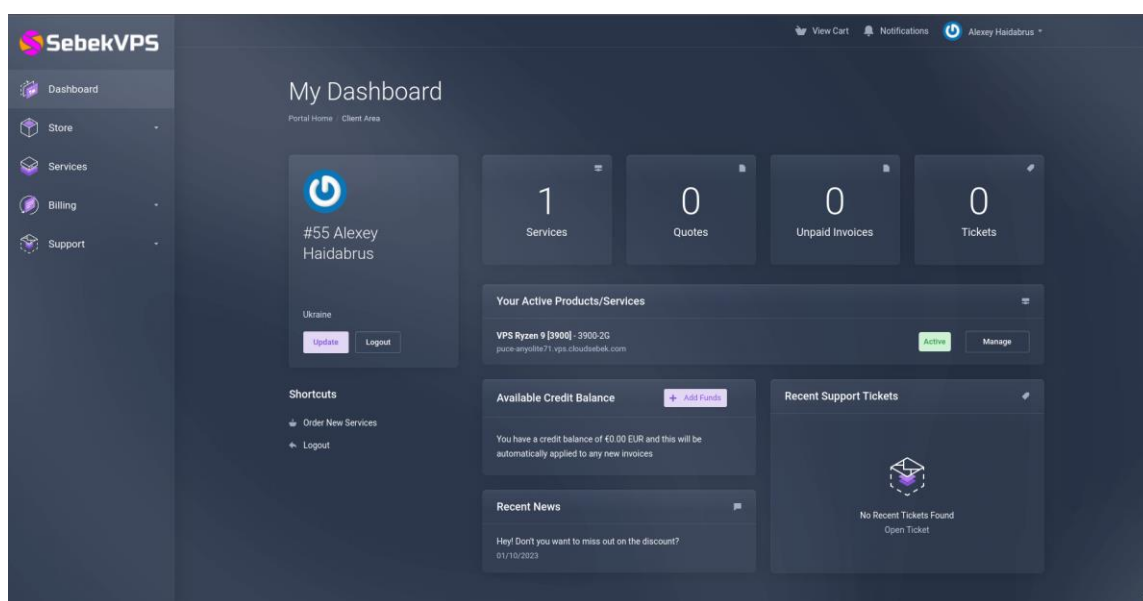 SebekVPS
View Cart
Notifications
Alexey Haidabrus
Dashboard
Store
Services
Billing
Support
My Dashboard
Portal Home / Client Area
#55 Alexey
Haidabrus
Ukraine
Update
Logout
Shortcuts
Order New Services
Logout
1
Services
0
Quotes
0
Unpaid Invoices
0
Tickets
Your Active Products/Services
VPS Ryzen 9 [3900] - 3900-2G
puce-anyolite71.vps.cloudsebek.com
Active
Manage
Available Credit Balance
+ Add Funds
You have a credit balance of €0.00 EUR and this will be
automatically applied to any new invoices
Recent News
Hey! Don't you want to miss out on the discount?
01/10/2023
Recent Support Tickets
No Recent Tickets Found
Open Ticket